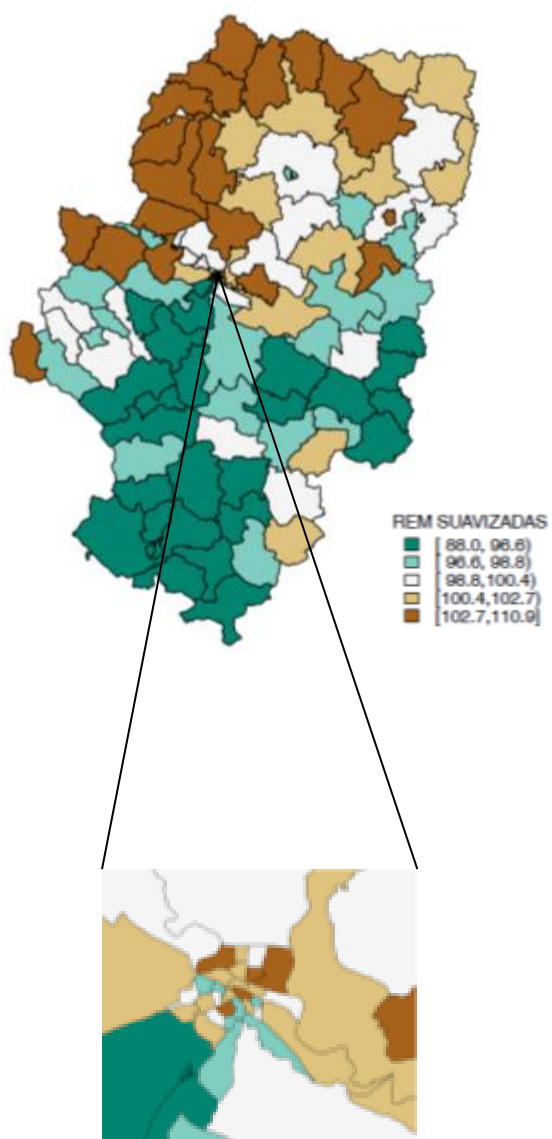 REM SUAVIZADAS
[ 88.0, 96.6)
[ 96.6, 98.8)
[98.8,100.4)
[100.4,102.7)
[102.7,110.9]